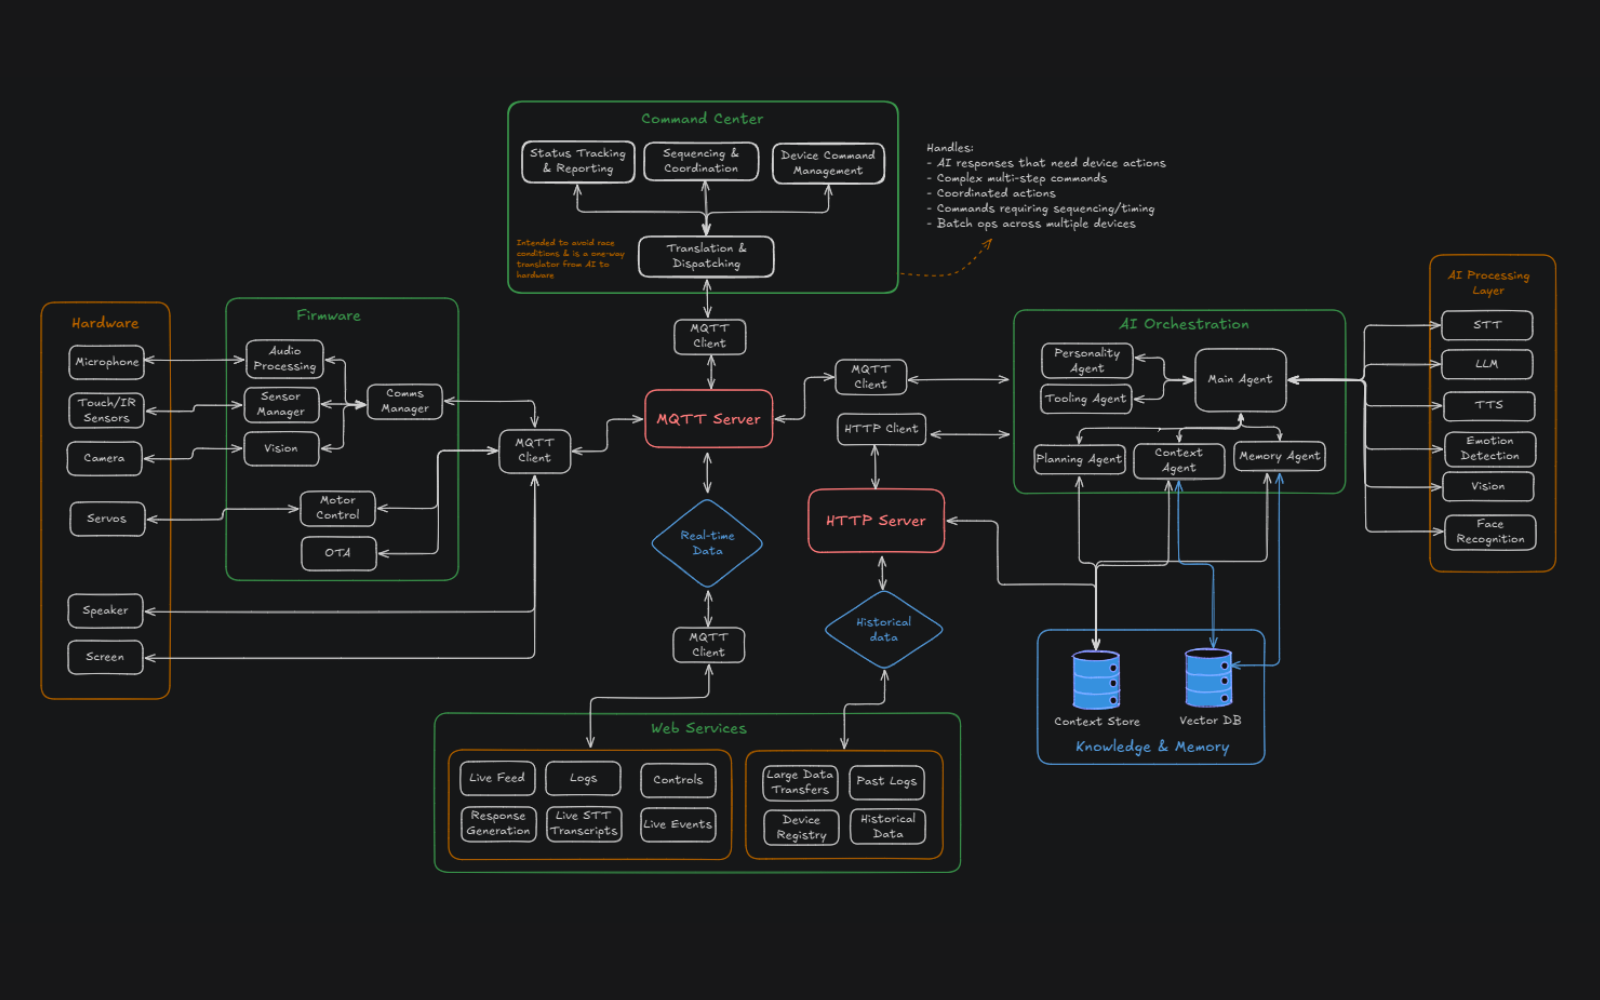 Command Center
Status Tracking
& Reporting
Sequencing &
Coordination
Device Command
Management
Translation &
Dispatching
Intended to avoid race
conditions & is a one-way
translator from AI to
hardware
Handles:
- AI responses that need device actions
- Complex multi-step commands
- Coordinated actions
- Commands requiring sequencing/timing
- Batch ops across multiple devices
Hardware
Microphone
Touch/IR
Sensors
Camera
Servos
Speaker
Screen
Firmware
Audio
Processing
Sensor
Manager
Vision
Comms
Manager
Motor
Control
OTA
MQTT
Client
MQTT
Client
MQTT Server
MQTT
Client
HTTP Client
HTTP Server
Real-time
Data
Historical
data
MQTT
Client
AI Orchestration
Personality
Agent
Tooling Agent
Main Agent
Planning Agent
Context
Agent
Memory Agent
AI Processing
Layer
STT
LLM
TTS
Emotion
Detection
Vision
Face
Recognition
Context Store
Vector DB
Knowledge & Memory
Web Services
Live Feed
Logs
Controls
Response
Generation
Live STT
Transcripts
Live Events
Large Data
Transfers
Past Logs
Device
Registry
Historical
Data